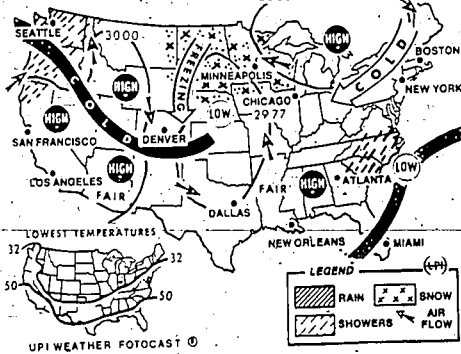 SEATTLE
3000
HIGH
BOSTON
COLD
FREEZING
MINNEAPOLIS
HIGH
NEW YORK
CHICAGO
COLD
LOW
2977
HIGH
DENVER
SAN FRANCISCO
HIGH
LOW
LOS ANGELES
FAIR
FAIR
HIGH
ATLANTA
DALLAS
LOWEST TEMPERATURES
NEW ORLEANS
MIAMI
32
32
50
50
LEGEND
RAIN
SNOW
SHOWERS
AIR
FLOW
UPI WEATHER FOTOCAST